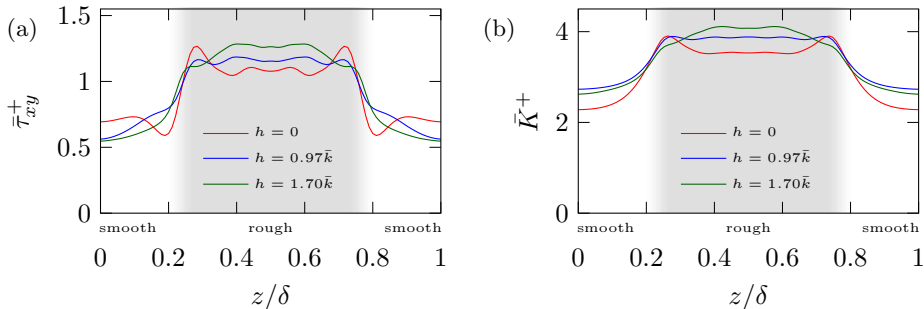 (a)
1.5
1
0.5
0
τ̄⁺xy
h = 0
h = 0.97k̄
h = 1.70k̄
smooth rough smooth
0 0.2 0.4 0.6 0.8 1
z/δ
(b)
4
2
0
K̄⁺
h = 0
h = 0.97k̄
h = 1.70k̄
smooth rough smooth
0 0.2 0.4 0.6 0.8 1
z/δ